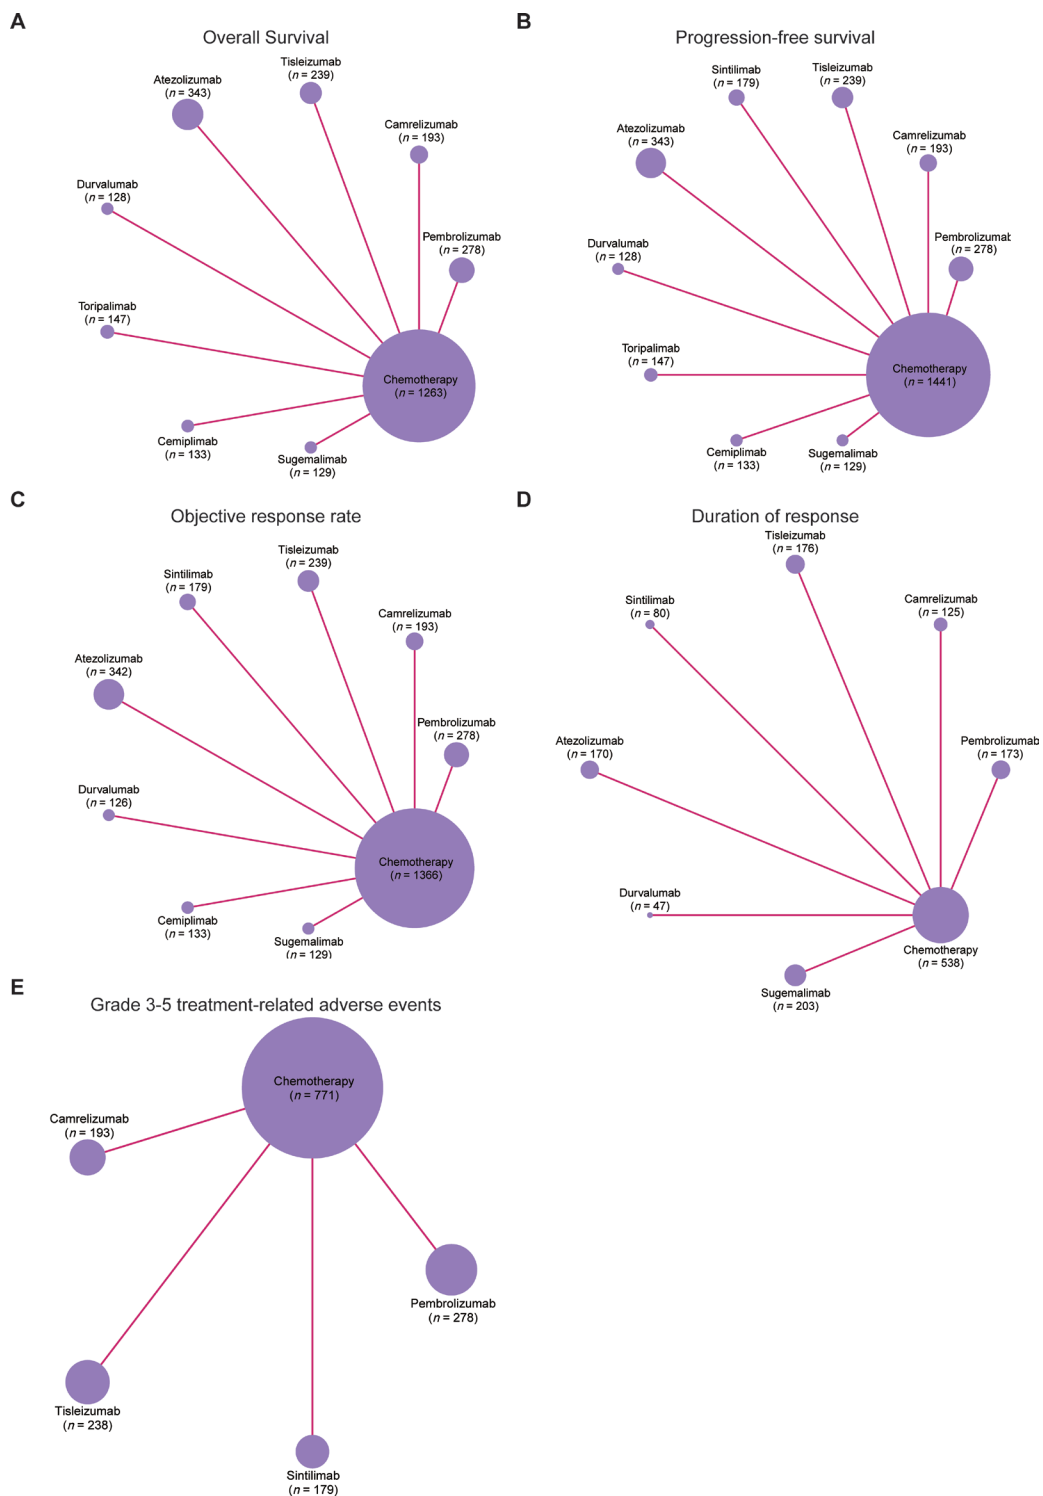 A
Overall Survival
Tisleizumab
(n = 239)
Atezolizumab
(n = 343)
Camrelizumab
(n = 193)
Durvalumab
(n = 128)
Pembrolizumab
(n = 278)
Toripalimab
(n = 147)
Chemotherapy
(n = 1263)
Cemiplimab
(n = 133)
Sugemalimab
(n = 129)
B
Progression-free survival
Sintilimab
(n = 179)
Tisleizumab
(n = 239)
Atezolizumab
(n = 343)
Camrelizumab
(n = 193)
Durvalumab
(n = 128)
Pembrolizumab
(n = 278)
Toripalimab
(n = 147)
Chemotherapy
(n = 1441)
Cemiplimab
(n = 133)
Sugemalimab
(n = 129)
C
Objective response rate
Tisleizumab
(n = 239)
Sintilimab
(n = 179)
Camrelizumab
(n = 193)
Atezolizumab
(n = 342)
Pembrolizumab
(n = 278)
Durvalumab
(n = 126)
Chemotherapy
(n = 1366)
Cemiplimab
(n = 133)
Sugemalimab
(n = 129)
D
Duration of response
Tisleizumab
(n = 176)
Sintilimab
(n = 80)
Camrelizumab
(n = 125)
Atezolizumab
(n = 170)
Pembrolizumab
(n = 173)
Durvalumab
(n = 47)
Chemotherapy
(n = 538)
Sugemalimab
(n = 203)
E
Grade 3-5 treatment-related adverse events
Chemotherapy
(n = 771)
Camrelizumab
(n = 193)
Pembrolizumab
(n = 278)
Tisleizumab
(n = 238)
Sintilimab
(n = 179)